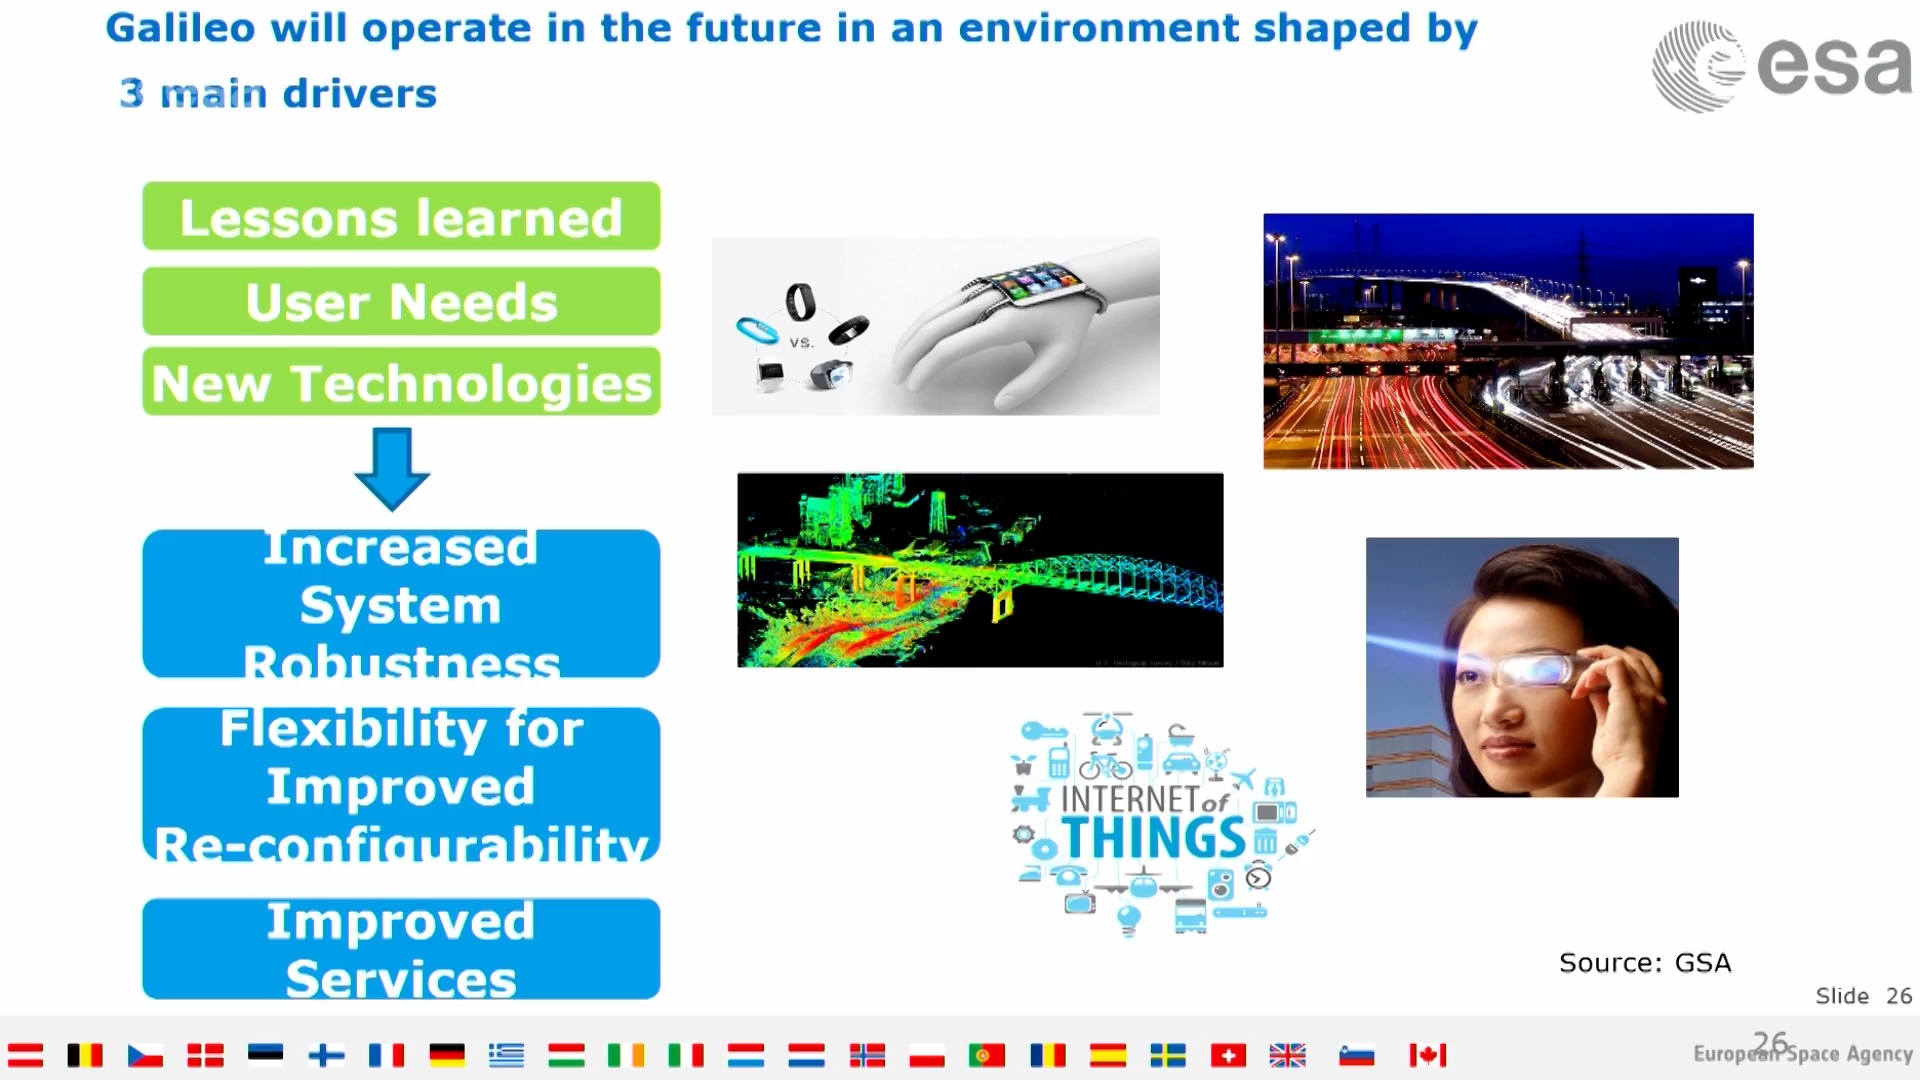 Galileo will operate in the future in an environment shaped by
3 main drivers
esa
Lessons learned
User Needs
New Technologies
Increased
System
Robustness
Flexibility for
Improved
Re-configurability
Improved
Services
vs.
INTERNET of
THINGS
Source: GSA
Slide 26
26
European Space Agency